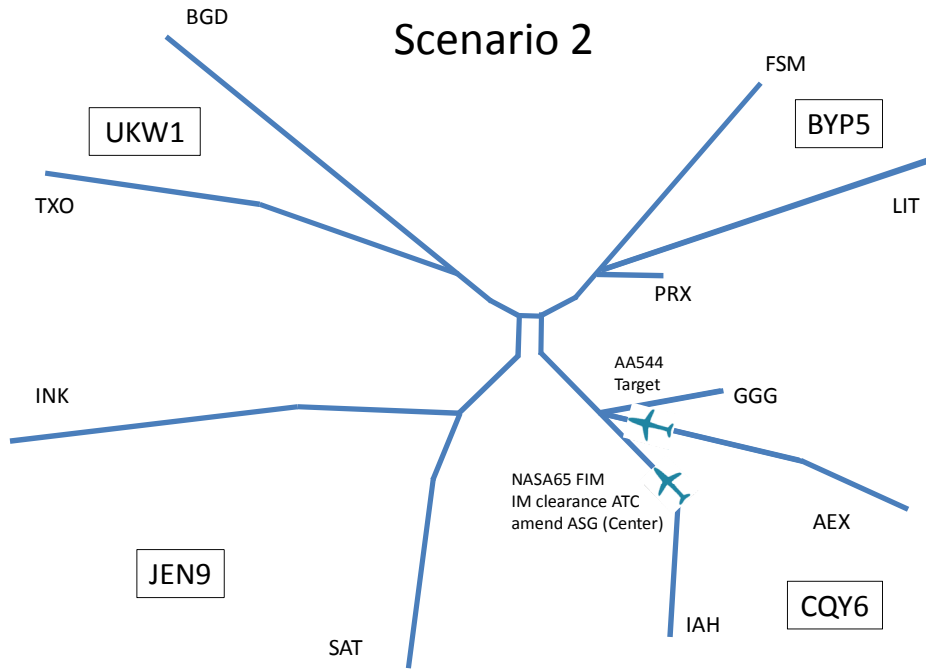 BGD
Scenario 2
FSM
UKW1
BYP5
TXO
LIT
PRX
AA544
Target
INK
GGG
NASA65 FIM
IM clearance ATC
amend ASG (Center)
AEX
JEN9
CQY6
IAH
SAT